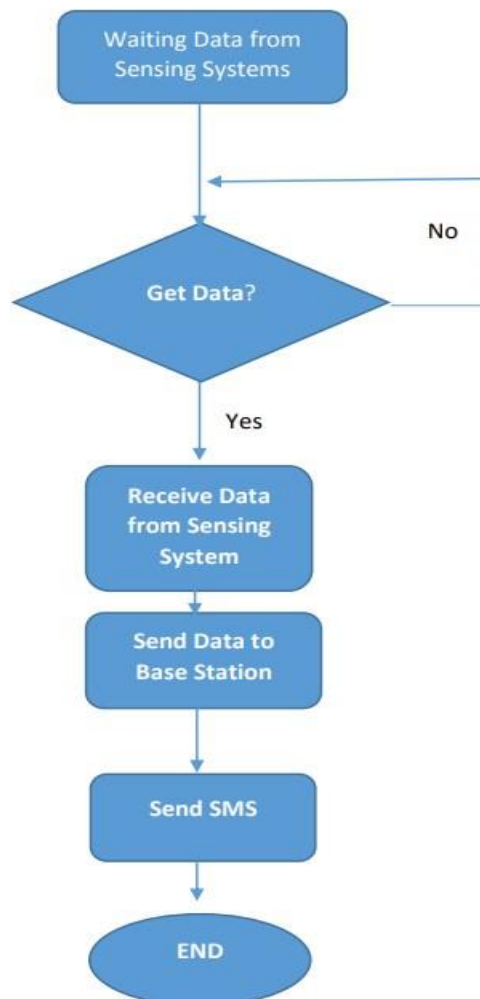 Waiting Data from
Sensing Systems
No
Get Data?
Yes
Receive Data
from Sensing
System
Send Data to
Base Station
Send SMS
END